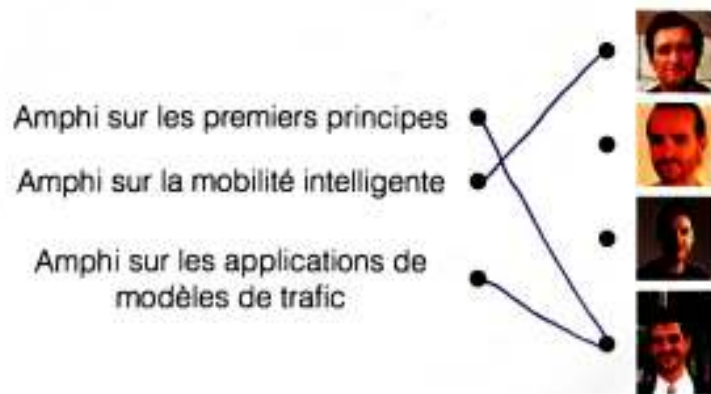 Amphi sur les premiers principes
Amphi sur la mobilité intelligente
Amphi sur les applications de
modèles de trafic